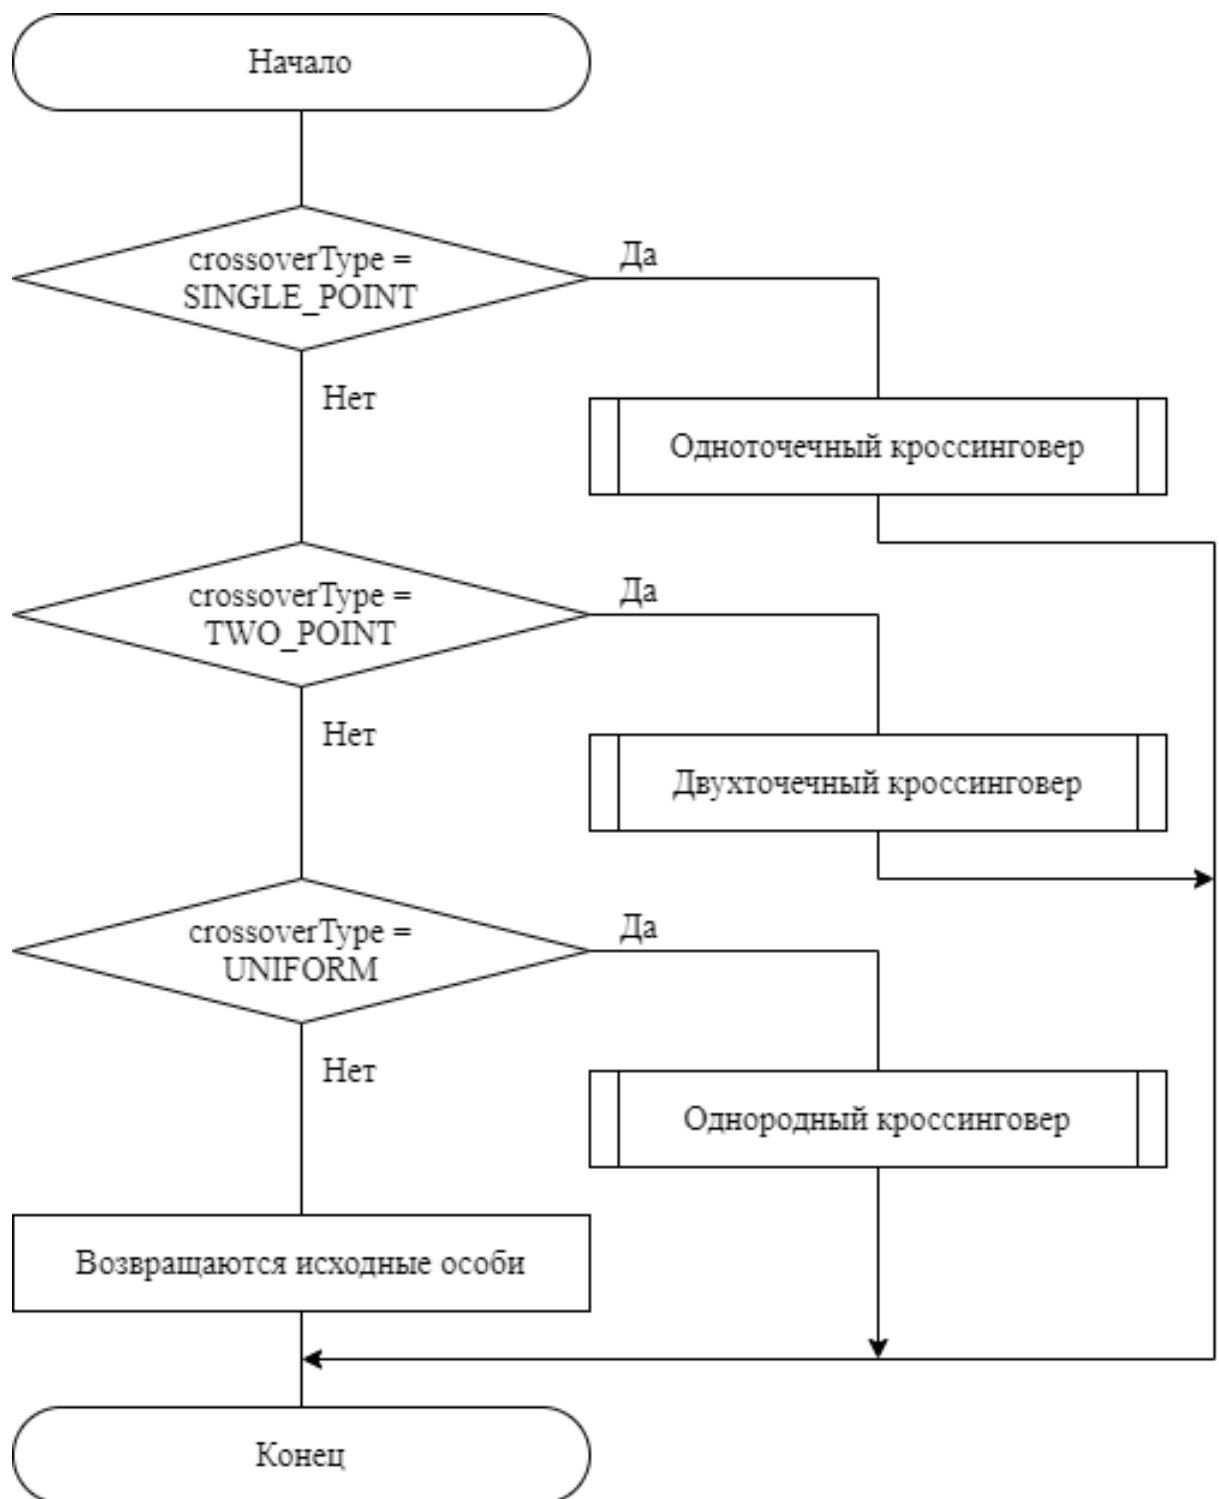 Начало
crossoverType =
SINGLE_POINT
Да
Нет
Одноточечный кроссинговер
crossoverType =
TWO_POINT
Да
Нет
Двухточечный кроссинговер
crossoverType =
UNIFORM
Да
Нет
Однородный кроссинговер
Возвращаются исходные особи
Конец